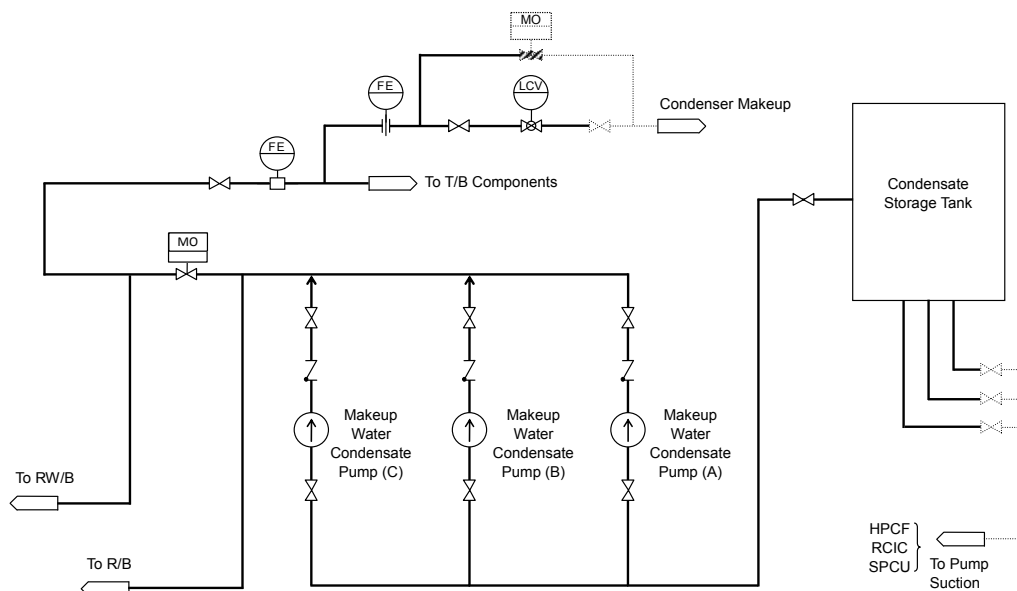 MO
FE
LCV
Condenser Makeup
FE
To T/B Components
Condensate
Storage Tank
MO
Makeup
Water
Condensate
Pump (C)
Makeup
Water
Condensate
Pump (B)
Makeup
Water
Condensate
Pump (A)
To RW/B
To R/B
HPCF
RCIC
SPCU
To Pump
Suction